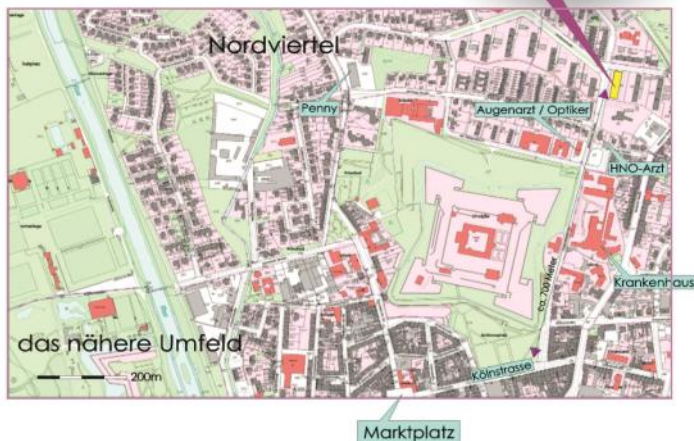 Nordviertel
Penny
Augenarzt / Optiker
HNO-Arzt
ca. 700 Meter
Krankenhaus
das nähere Umfeld
200m
Kölnstrasse
Marktplatz